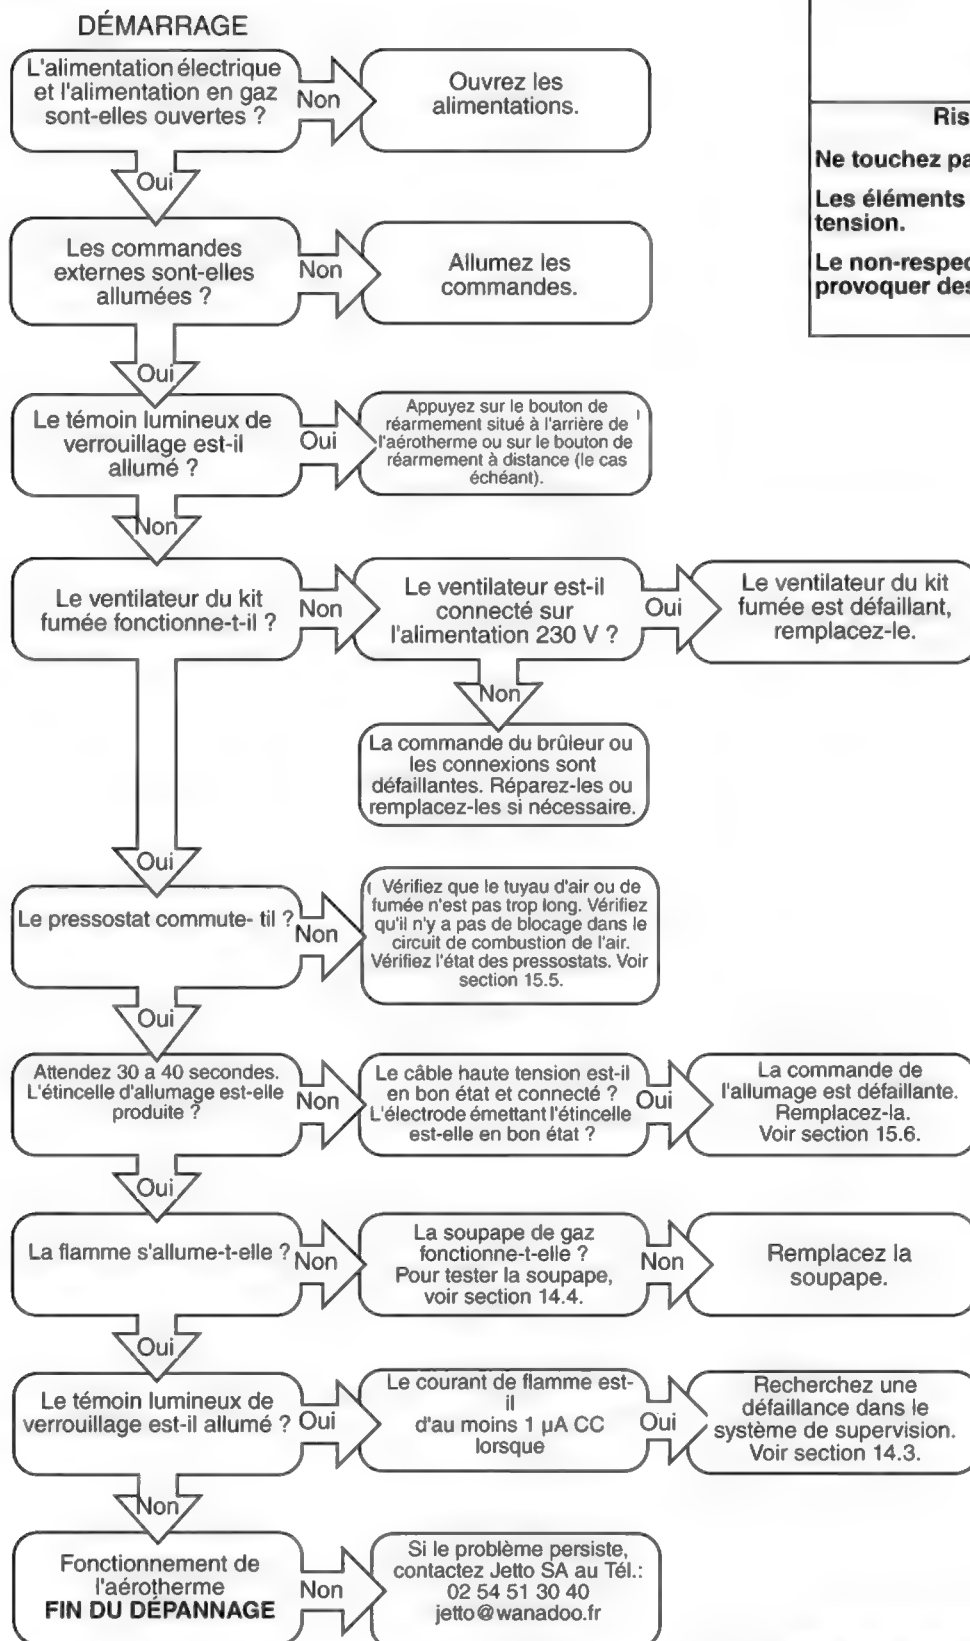 DÉMARRAGE
L'alimentation électrique
et l'alimentation en gaz
sont-elles ouvertes ?
Non
Ouvrez les
alimentations.
Oui
Les commandes
externes sont-elles
allumées ?
Non
Allumez les
commandes.
Oui
Le témoin lumineux de
verrouillage est-il
allumé ?
Oui
Appuyez sur le bouton de
réarmement situé à l'arrière de
l'aérotherme ou sur le bouton de
réarmement à distance (le cas
échéant).
Non
Le ventilateur du kit
fumée fonctionne-t-il ?
Non
Le ventilateur est-il
connecté sur
l'alimentation 230 V ?
Oui
Le ventilateur du kit
fumée est défaillant,
remplacez-le.
Non
La commande du brûleur ou
les connexions sont
défaillantes. Réparez-les ou
remplacez-les si nécessaire.
Oui
Le pressostat commute- til ?
Non
Vérifiez que le tuyau d'air ou de
fumée n'est pas trop long. Vérifiez
qu'il n'y a pas de blocage dans le
circuit de combustion de l'air.
Vérifiez l'état des pressostats. Voir
section 15.5.
Oui
Attendez 30 a 40 secondes.
L'étincelle d'allumage est-elle
produite ?
Non
Le câble haute tension est-il
en bon état et connecté ?
L'électrode émettant l'étincelle
est-elle en bon état ?
Oui
La commande de
l'allumage est défaillante.
Remplacez-la.
Voir section 15.6.
Oui
La flamme s'allume-t-elle ?
Non
La soupape de gaz
fonctionne-t-elle ?
Pour tester la soupape,
voir section 14.4.
Non
Remplacez la
soupape.
Oui
Le témoin lumineux de
verrouillage est-il allumé ?
Oui
Le courant de flamme est-
il
d'au moins 1 µA CC
lorsque
Oui
Recherchez une
défaillance dans le
système de supervision.
Voir section 14.3.
Non
Fonctionnement de
l'aérotherme
FIN DU DÉPANNAGE
Non
Si le problème persiste,
contactez Jetto SA au Tél.:
02 54 51 30 40
jetto@wanadoo.fr
Ris
Ne touchez pa
Les éléments
tension.
Le non-respec
provoquer des